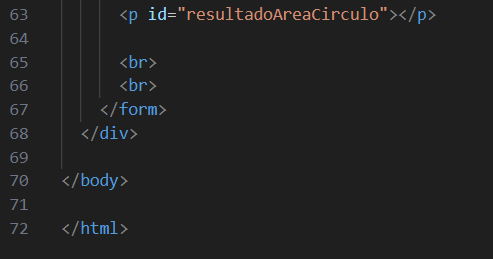 63 <p id="resultadoAreaCirculo"></p>
64
65 <br>
66 <br>
67 </form>
68 </div>
69
70 </body>
71
72 </html>